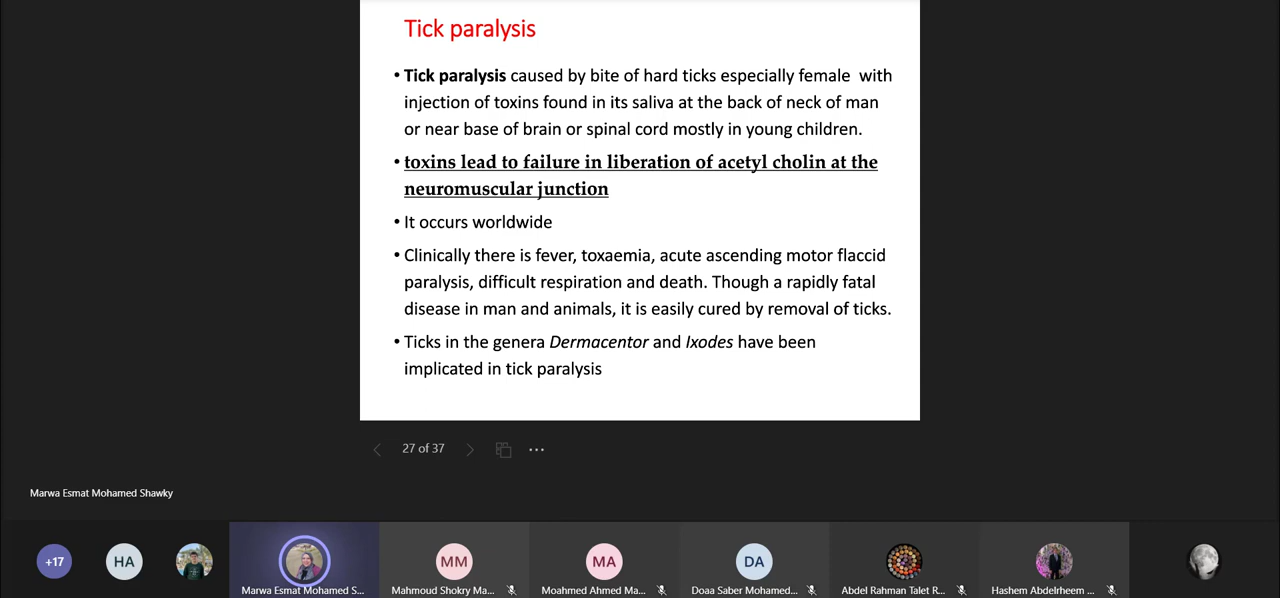 Tick paralysis
• Tick paralysis caused by bite of hard ticks especially female with
injection of toxins found in its saliva at the back of neck of man
or near base of brain or spinal cord mostly in young children.
• toxins lead to failure in liberation of acetyl cholin at the
neuromuscular junction
• It occurs worldwide
• Clinically there is fever, toxaemia, acute ascending motor flaccid
paralysis, difficult respiration and death. Though a rapidly fatal
disease in man and animals, it is easily cured by removal of ticks.
• Ticks in the genera Dermacentor and Ixodes have been
implicated in tick paralysis
27 of 37
Marwa Esmat Mohamed Shawky
+17
HA
MM
MA
DA
Marwa Esmat Mohamed S...
Mahmoud Shokry Ma...
Moahmed Ahmed Ma...
Doaa Saber Mohamed...
Abdel Rahman Talet R...
Hashem Abdelrheem ...